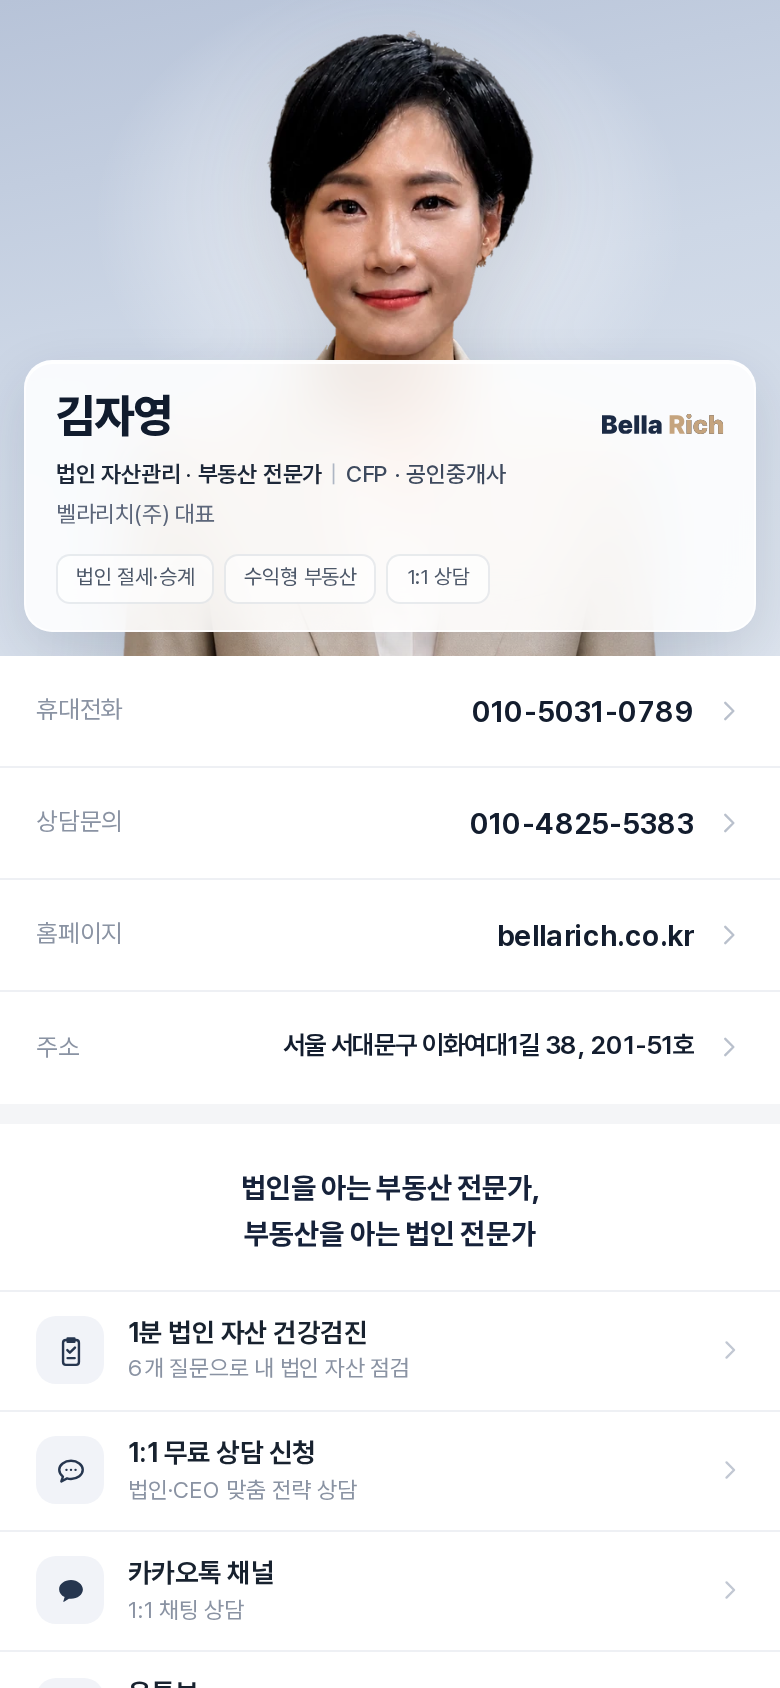 김자영
Bella Rich
법인 자산관리 · 부동산 전문가 | CFP · 공인중개사
벨라리치(주) 대표
법인 절세·승계
수익형 부동산
1:1 상담
휴대전화
010-5031-0789
상담문의
010-4825-5383
홈페이지
bellarich.co.kr
주소
서울 서대문구 이화여대1길 38, 201-51호
법인을 아는 부동산 전문가,
부동산을 아는 법인 전문가
1분 법인 자산 건강검진
6개 질문으로 내 법인 자산 점검
1:1 무료 상담 신청
법인·CEO 맞춤 전략 상담
카카오톡 채널
1:1 채팅 상담